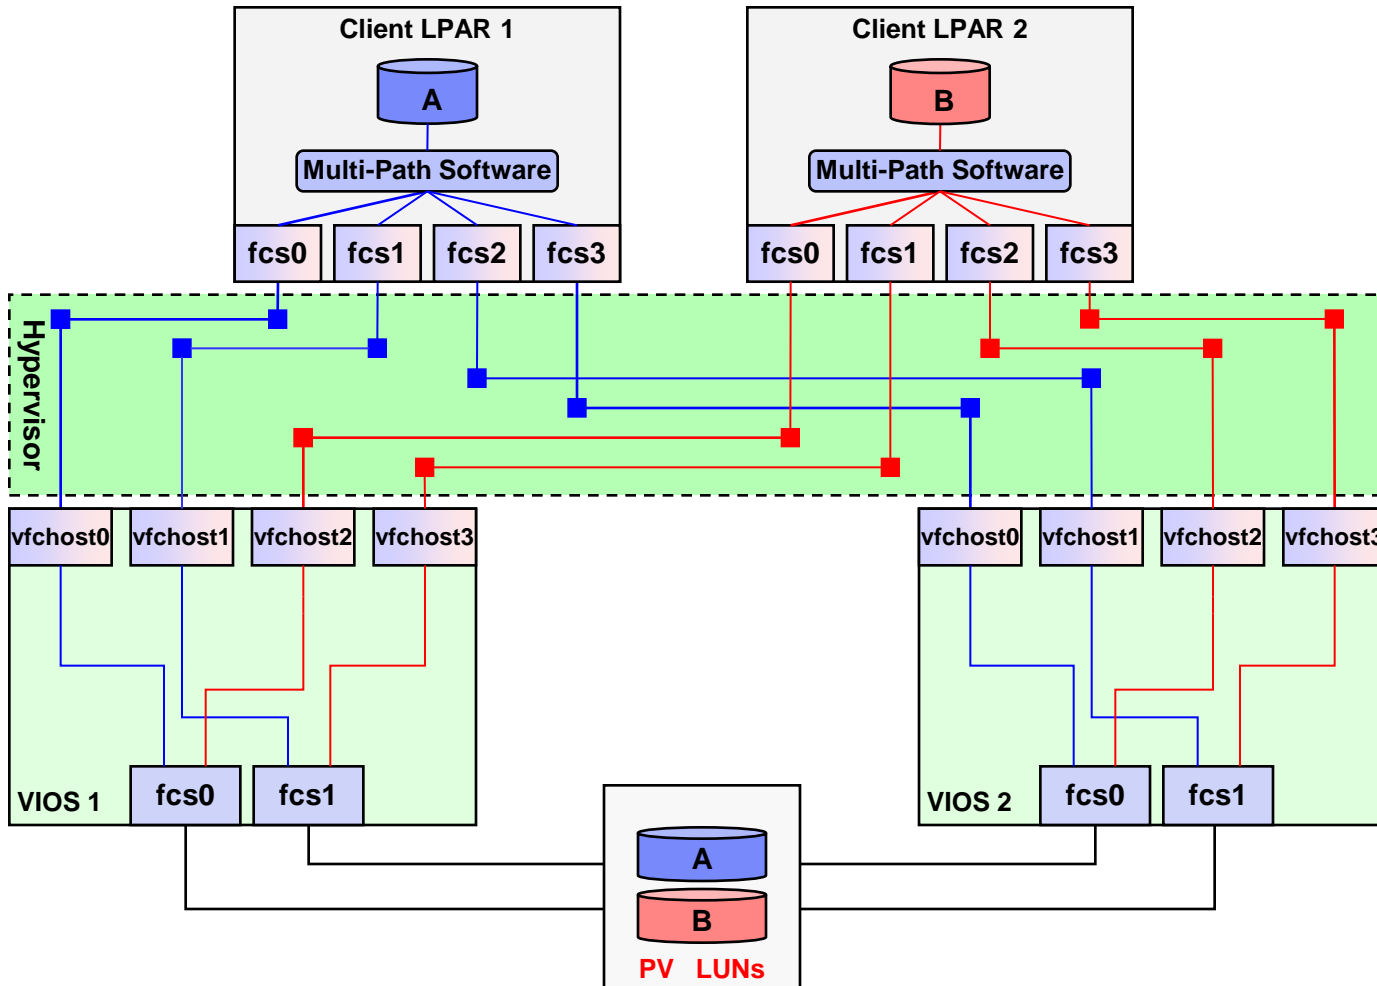 Client LPAR 1
Client LPAR 2
A
B
Multi-Path Software
Multi-Path Software
fcs0 fcs1 fcs2 fcs3
fcs0 fcs1 fcs2 fcs3
Hypervisor
vfchost0 vfchost1 vfchost2 vfchost3
vfchost0 vfchost1 vfchost2 vfchost3
fcs0 fcs1
VIOS 1
fcs0 fcs1
VIOS 2
A
B
PV LUNs